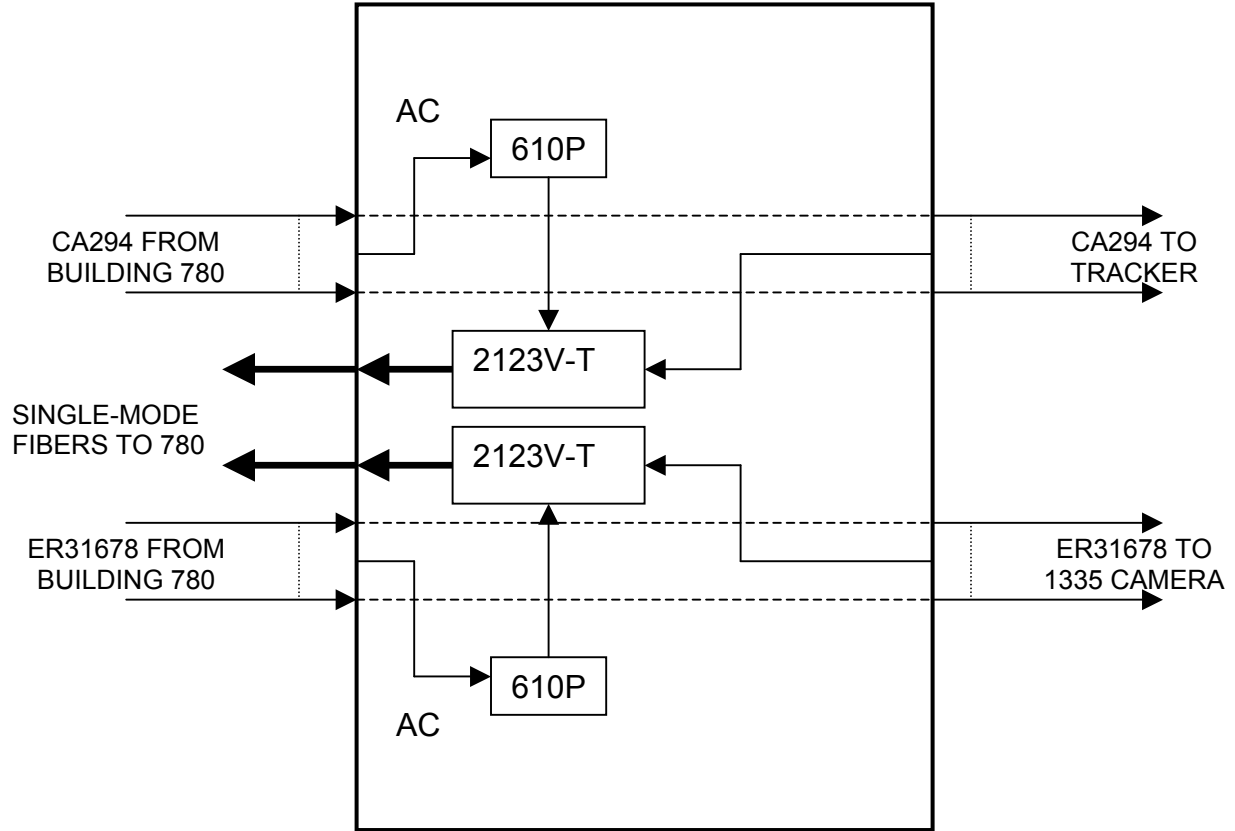 AC
610P
CA294 FROM
BUILDING 780
CA294 TO
TRACKER
2123V-T
SINGLE-MODE
FIBERS TO 780
2123V-T
ER31678 FROM
BUILDING 780
ER31678 TO
1335 CAMERA
610P
AC